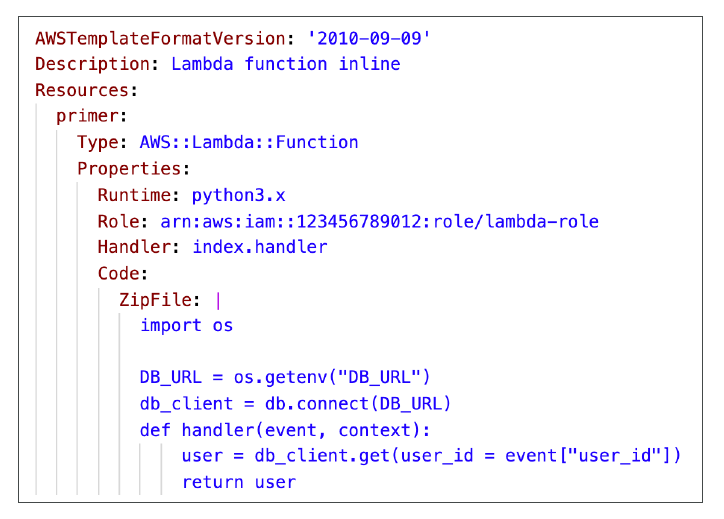 AWSTemplateFormatVersion: '2010-09-09'
Description: Lambda function inline
Resources:
  primer:
    Type: AWS::Lambda::Function
    Properties:
      Runtime: python3.x
      Role: arn:aws:iam::123456789012:role/lambda-role
      Handler: index.handler
      Code:
        ZipFile: |
          import os

          DB_URL = os.getenv("DB_URL")
          db_client = db.connect(DB_URL)
          def handler(event, context):
              user = db_client.get(user_id = event["user_id"])
              return user